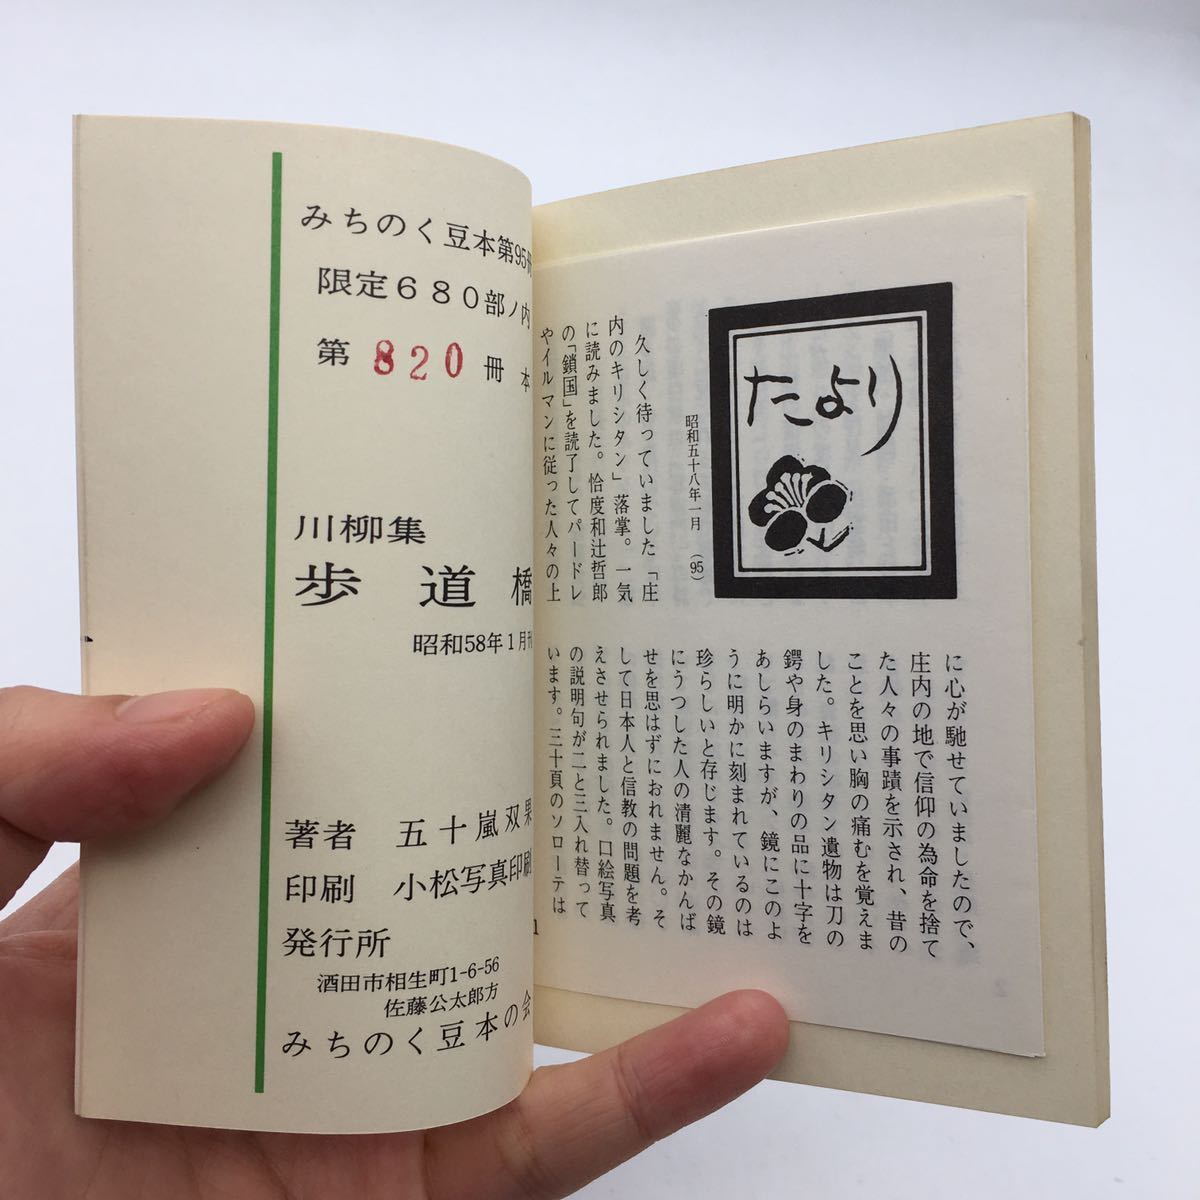 みちのく豆本第95冊
限定680部ノ内
第 820 冊 本
川柳集
歩道橋
昭和58年1月刊
著者 五十嵐双果
印刷 小松写真印刷
発行所
酒田市相生町1-6-56
佐藤公太郎方
みちのく豆本の会
たより
昭和五十八年一月 (95)
久しく待っていました「庄
内のキリシタン」落掌。一気
に読みました。恰度和辻哲郎
の「鎖国」を読了してパードレ
やイルマンに従った人々の上
に心が馳せていましたので、
庄内の地で信仰の為命を捨て
た人々の事蹟を示され、昔の
ことを思い胸の痛むを覚えま
した。キリシタン遺物は刀の
鍔や身のまわりの品に十字を
あしらいますが、鏡にこのよ
うに明かに刻まれているのは
珍らしいと存じます。その鏡
にうつした人の清麗なかんば
せを思はずにおれません。そ
して日本人と信教の問題を考
えさせられました。口絵写真
の説明句が二と三入れ替って
います。三十頁のソローテは
1